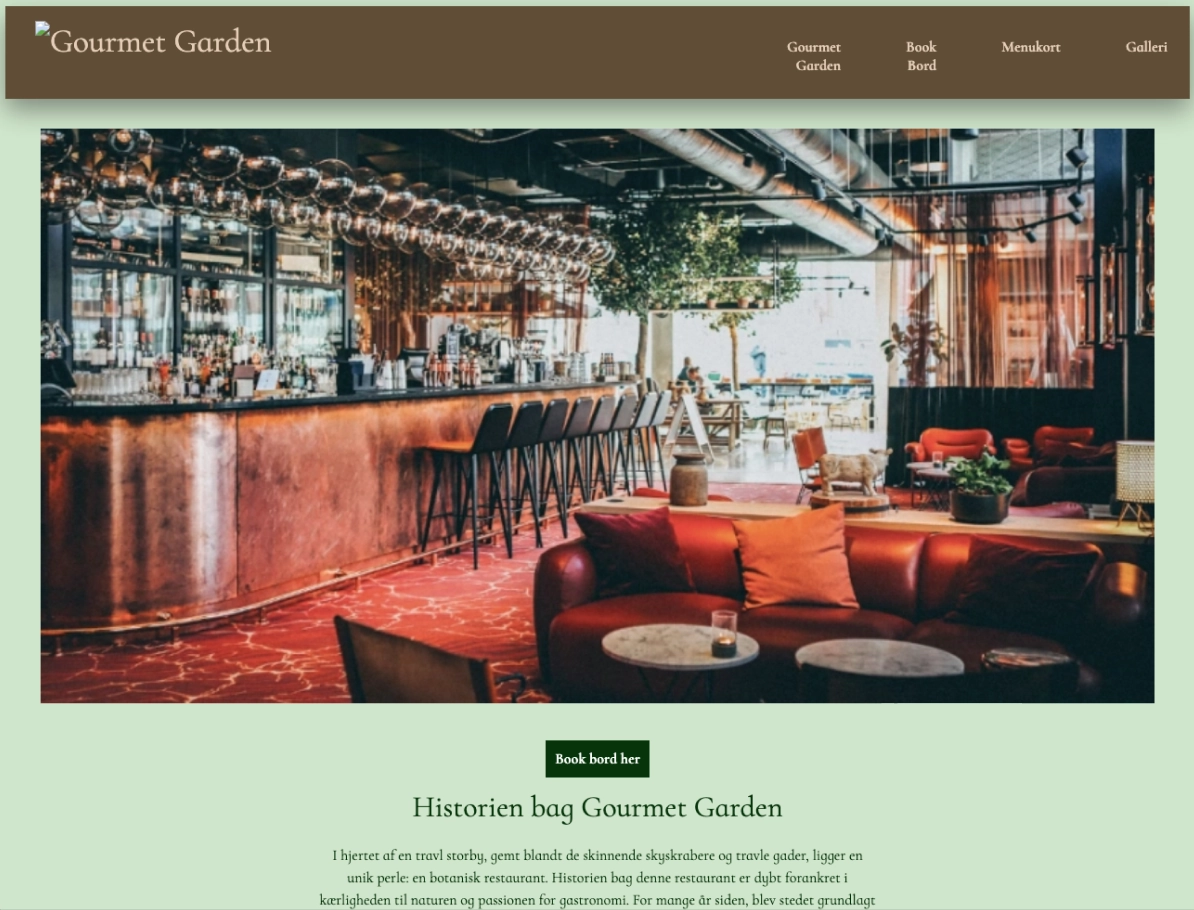 Gourmet Garden
Gourmet
Garden
Book
Bord
Menukort
Galleri
Book bord her
Historien bag Gourmet Garden
I hjertet af en travl storby, gemt blandt de skinnende skyskrabere og travle gader, ligger en
unik perle: en botanisk restaurant. Historien bag denne restaurant er dybt forankret i
kærligheden til naturen og passionen for gastronomi. For mange år siden, blev stedet grundlagt